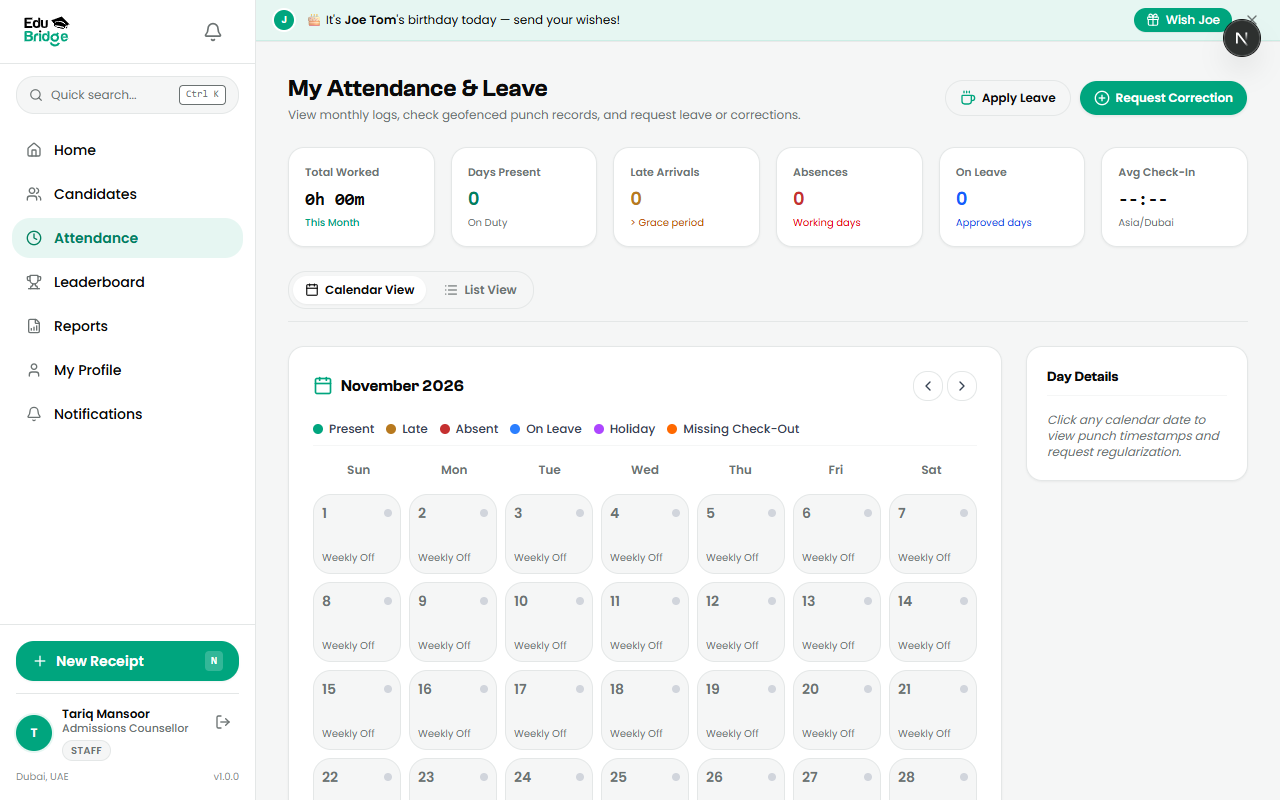 Edu
Bridge
Quick search...
Ctrl K
Home
Candidates
Attendance
Leaderboard
Reports
My Profile
Notifications
New Receipt
N
T
Tariq Mansoor
Admissions Counsellor
STAFF
Dubai, UAE
v1.0.0
J
It's Joe Tom's birthday today — send your wishes!
Wish Joe
N
My Attendance & Leave
View monthly logs, check geofenced punch records, and request leave or corrections.
Apply Leave
Request Correction
Total Worked
0h 00m
This Month
Days Present
0
On Duty
Late Arrivals
0
> Grace period
Absences
0
Working days
On Leave
0
Approved days
Avg Check-In
--:--
Asia/Dubai
Calendar View
List View
November 2026
Present
Late
Absent
On Leave
Holiday
Missing Check-Out
Sun Mon Tue Wed Thu Fri Sat
1 2 3 4 5 6 7
Weekly Off Weekly Off Weekly Off Weekly Off Weekly Off Weekly Off Weekly Off
8 9 10 11 12 13 14
Weekly Off Weekly Off Weekly Off Weekly Off Weekly Off Weekly Off Weekly Off
15 16 17 18 19 20 21
Weekly Off Weekly Off Weekly Off Weekly Off Weekly Off Weekly Off Weekly Off
22 23 24 25 26 27 28
Day Details
Click any calendar date to
view punch timestamps and
request regularization.